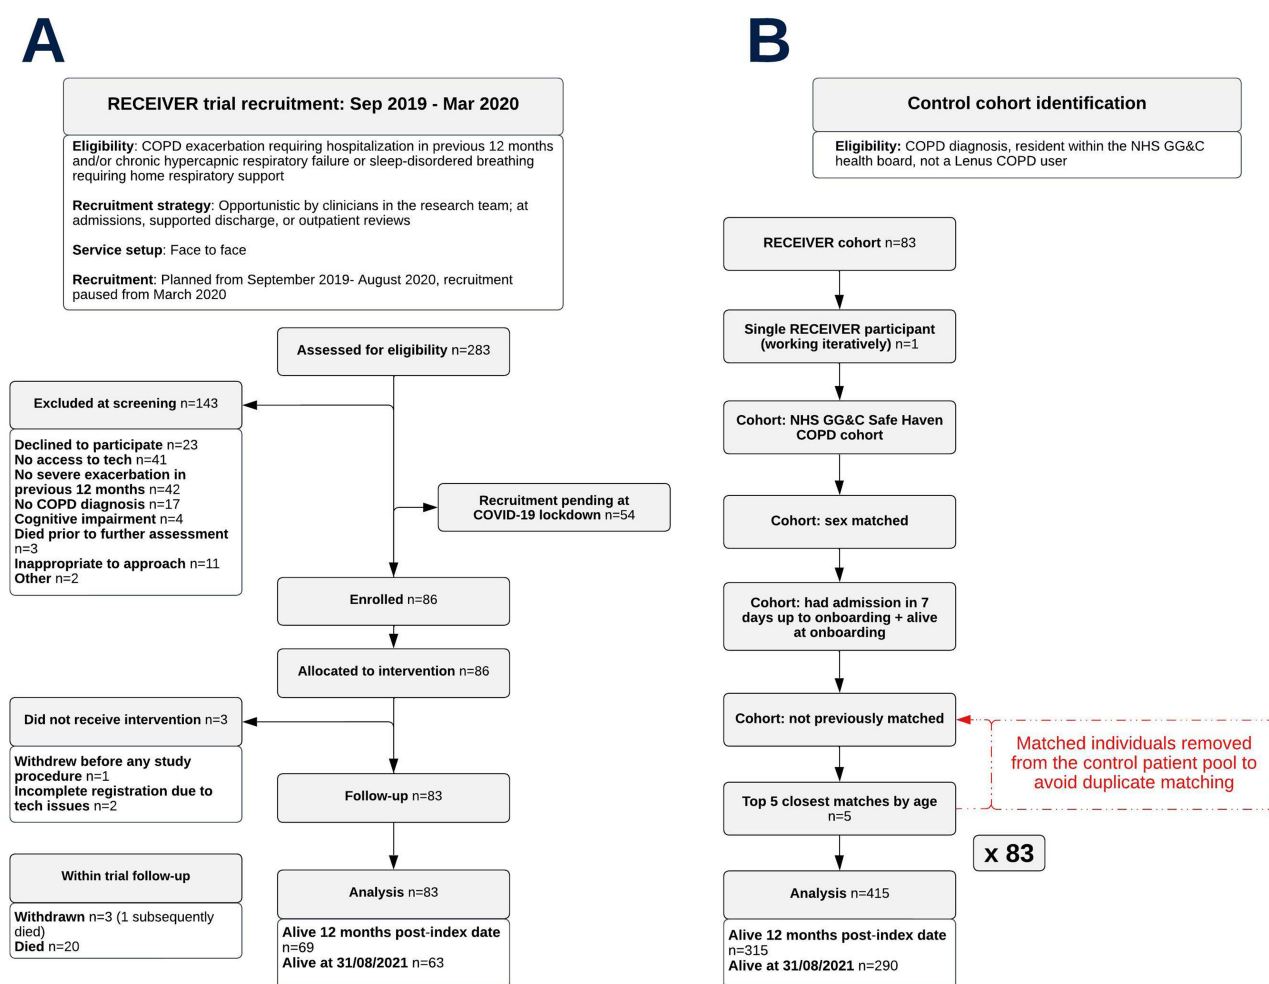 A
RECEIVER trial recruitment: Sep 2019 - Mar 2020
Eligibility: COPD exacerbation requiring hospitalization in previous 12 months
and/or chronic hypercapnic respiratory failure or sleep-disordered breathing
requiring home respiratory support
Recruitment strategy: Opportunistic by clinicians in the research team; at
admissions, supported discharge, or outpatient reviews
Service setup: Face to face
Recruitment: Planned from September 2019- August 2020, recruitment
paused from March 2020
Assessed for eligibility n=283
Excluded at screening n=143
Declined to participate n=23
No access to tech n=41
No severe exacerbation in
previous 12 months n=42
No COPD diagnosis n=17
Cognitive impairment n=4
Died prior to further assessment
n=3
Inappropriate to approach n=11
Other n=2
Recruitment pending at
COVID-19 lockdown n=54
Enrolled n=86
Allocated to intervention n=86
Did not receive intervention n=3
Withdrew before any study
procedure n=1
Incomplete registration due to
tech issues n=2
Follow-up n=83
Within trial follow-up
Withdrawn n=3 (1 subsequently
died)
Died n=20
Analysis n=83
Alive 12 months post-index date
n=69
Alive at 31/08/2021 n=63
B
Control cohort identification
Eligibility: COPD diagnosis, resident within the NHS GG&C
health board, not a Lenus COPD user
RECEIVER cohort n=83
Single RECEIVER participant
(working iteratively) n=1
Cohort: NHS GG&C Safe Haven
COPD cohort
Cohort: sex matched
Cohort: had admission in 7
days up to onboarding + alive
at onboarding
Cohort: not previously matched
Matched individuals removed
from the control patient pool to
avoid duplicate matching
Top 5 closest matches by age
n=5
x 83
Analysis n=415
Alive 12 months post-index date
n=315
Alive at 31/08/2021 n=290